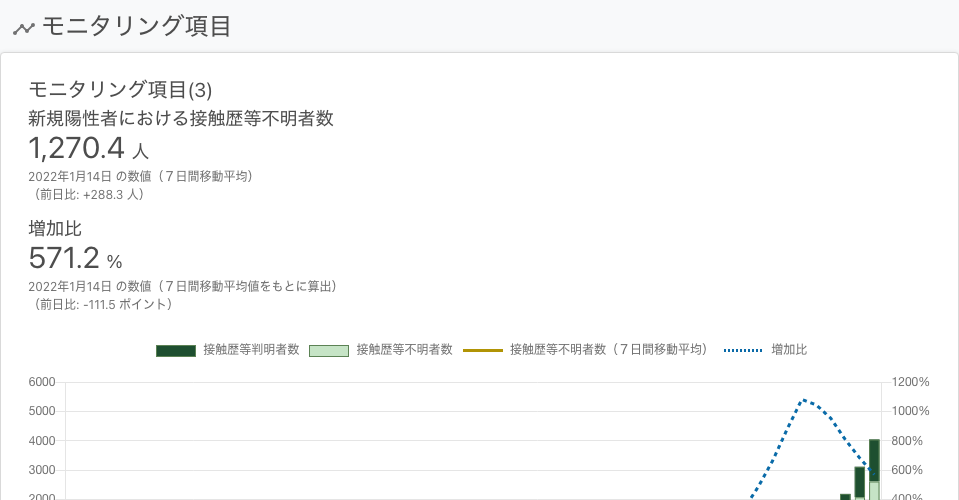 モニタリング項目
モニタリング項目(3)
新規陽性者における接触歴等不明者数
1,270.4 人
2022年1月14日 の数値（７日間移動平均）
（前日比: +288.3 人）
増加比
571.2 %
2022年1月14日 の数値（７日間移動平均値をもとに算出）
（前日比: -111.5 ポイント）
接触歴等判明者数 接触歴等不明者数 接触歴等不明者数（７日間移動平均） 増加比
6000 1200%
5000 1000%
4000 800%
3000 600%
2000 400%